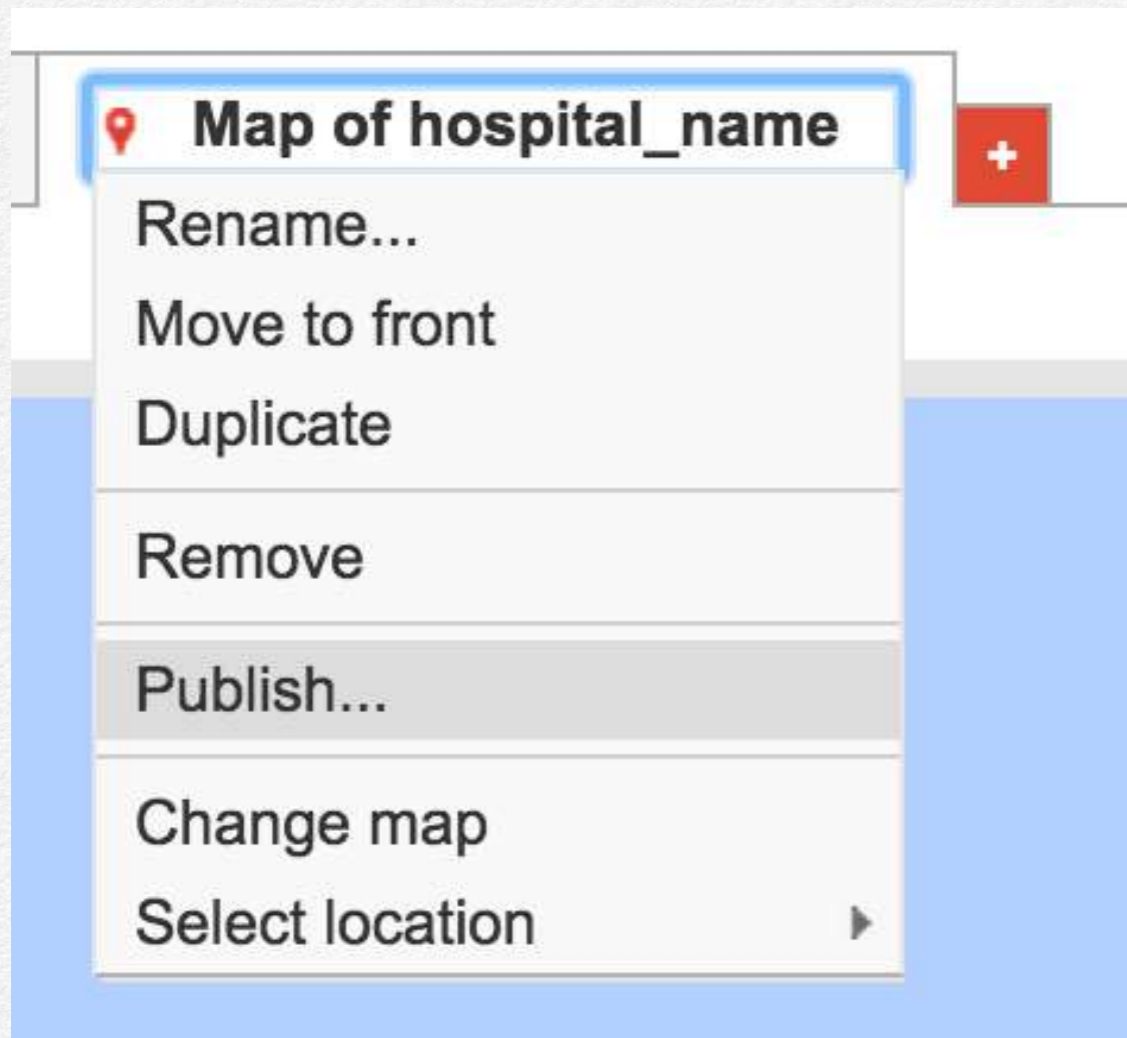 Map of hospital_name
Rename...
Move to front
Duplicate
Remove
Publish...
Change map
Select location